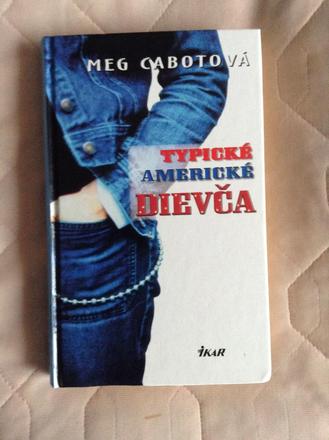 MEG CABOTOVÁ
TYPICKÉ
AMERICKÉ
DIEVČA
IKAR